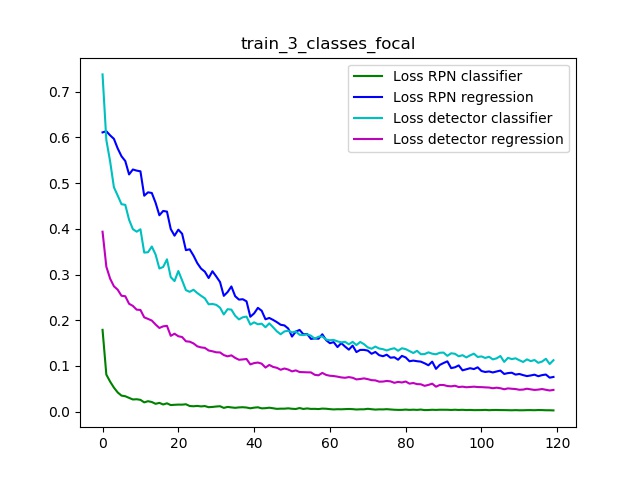 train_3_classes_focal
Loss RPN classifier
Loss RPN regression
Loss detector classifier
Loss detector regression
0.7
0.6
0.5
0.4
0.3
0.2
0.1
0.0
0 20 40 60 80 100 120